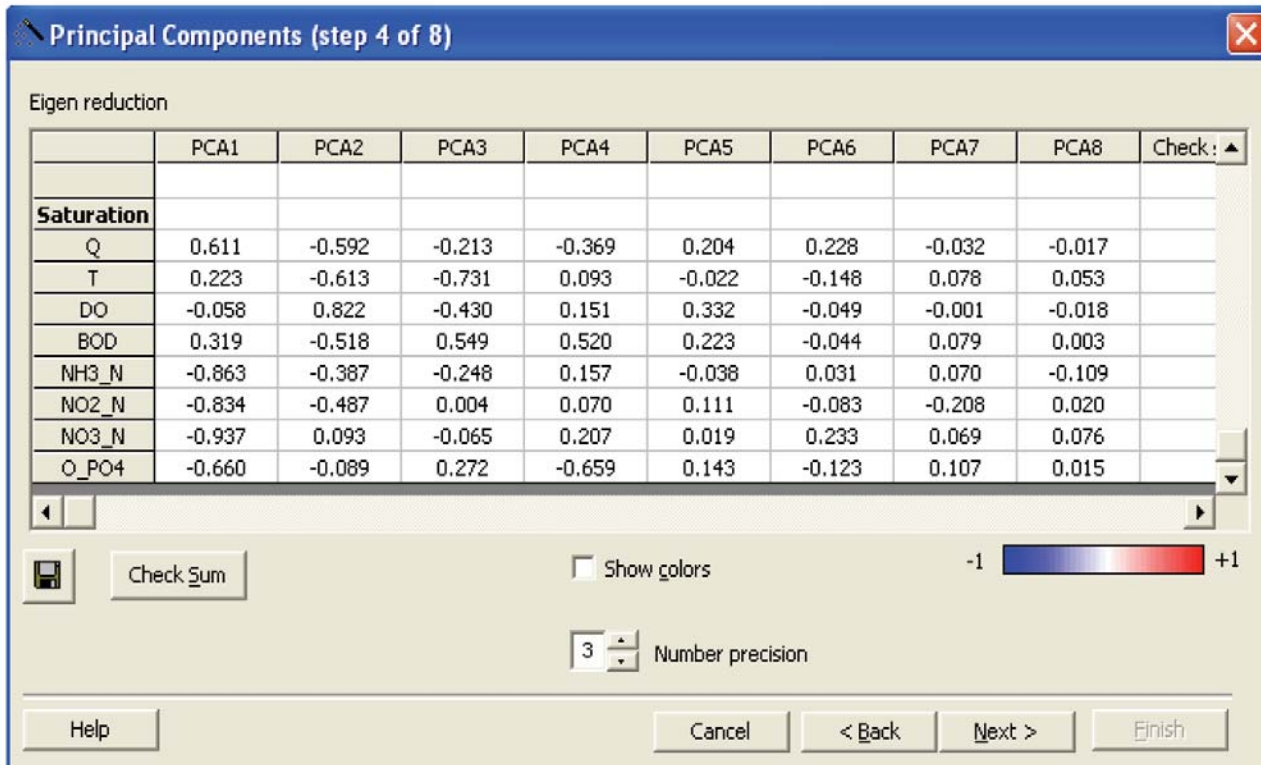 Principal Components (step 4 of 8)
Eigen reduction
PCA1 PCA2 PCA3 PCA4 PCA5 PCA6 PCA7 PCA8 Check :
Saturation
Q 0.611 -0.592 -0.213 -0.369 0.204 0.228 -0.032 -0.017
T 0.223 -0.613 -0.731 0.093 -0.022 -0.148 0.078 0.053
DO -0.058 0.822 -0.430 0.151 0.332 -0.049 -0.001 -0.018
BOD 0.319 -0.518 0.549 0.520 0.223 -0.044 0.079 0.003
NH3_N -0.863 -0.387 -0.248 0.157 -0.038 0.031 0.070 -0.109
NO2_N -0.834 -0.487 0.004 0.070 0.111 -0.083 -0.208 0.020
NO3_N -0.937 0.093 -0.065 0.207 0.019 0.233 0.069 0.076
O_PO4 -0.660 -0.089 0.272 -0.659 0.143 -0.123 0.107 0.015
Check Sum Show colors -1 +1
3 Number precision
Help Cancel < Back Next > Finish